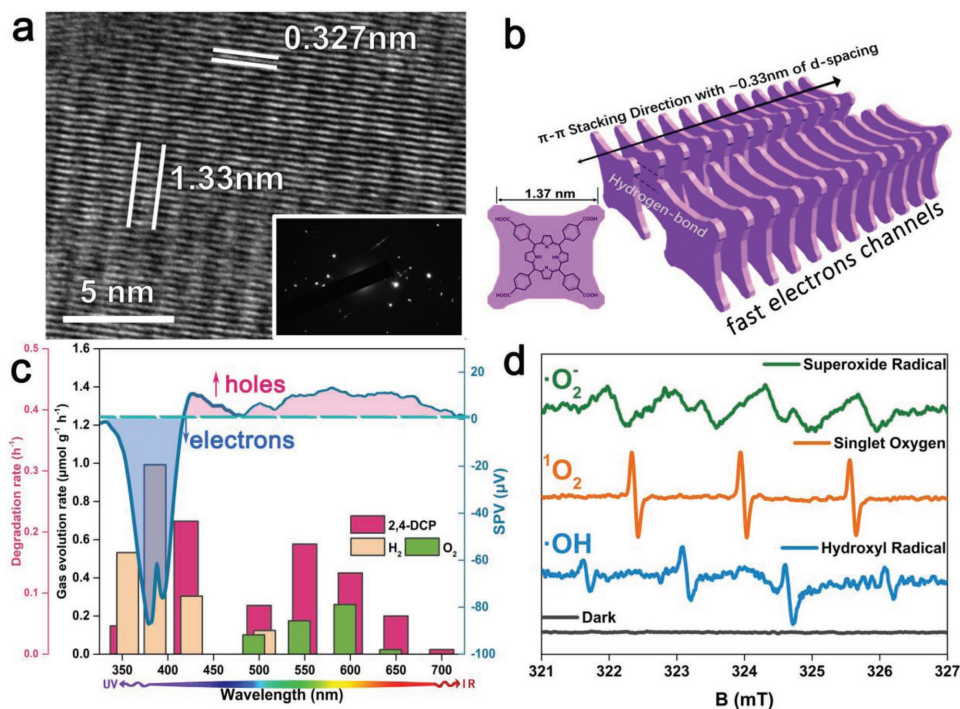 a
0.327nm
1.33nm
5 nm
b
π-π Stacking Direction with ~0.33nm of d-spacing
Hydrogen-bond
1.37 nm
HOOC
COOH
NH
N
N
HN
HOOC
COOH
fast electrons channels
c
Degradation rate (h⁻¹)
0.5
0.4
0.3
0.2
0.1
0.0
Gas evolution rate (μmol g⁻¹ h⁻¹)
1.6
1.4
1.2
1.0
0.8
0.6
0.4
0.2
0.0
holes
electrons
2,4-DCP
H₂
O₂
20
0
-20
-40
-60
-80
-100
SPV (μV)
350 400 450 500 550 600 650 700
UV
Wavelength (nm)
IR
d
·O₂⁻
Superoxide Radical
¹O₂
Singlet Oxygen
·OH
Hydroxyl Radical
Dark
321 322 323 324 325 326 327
B (mT)